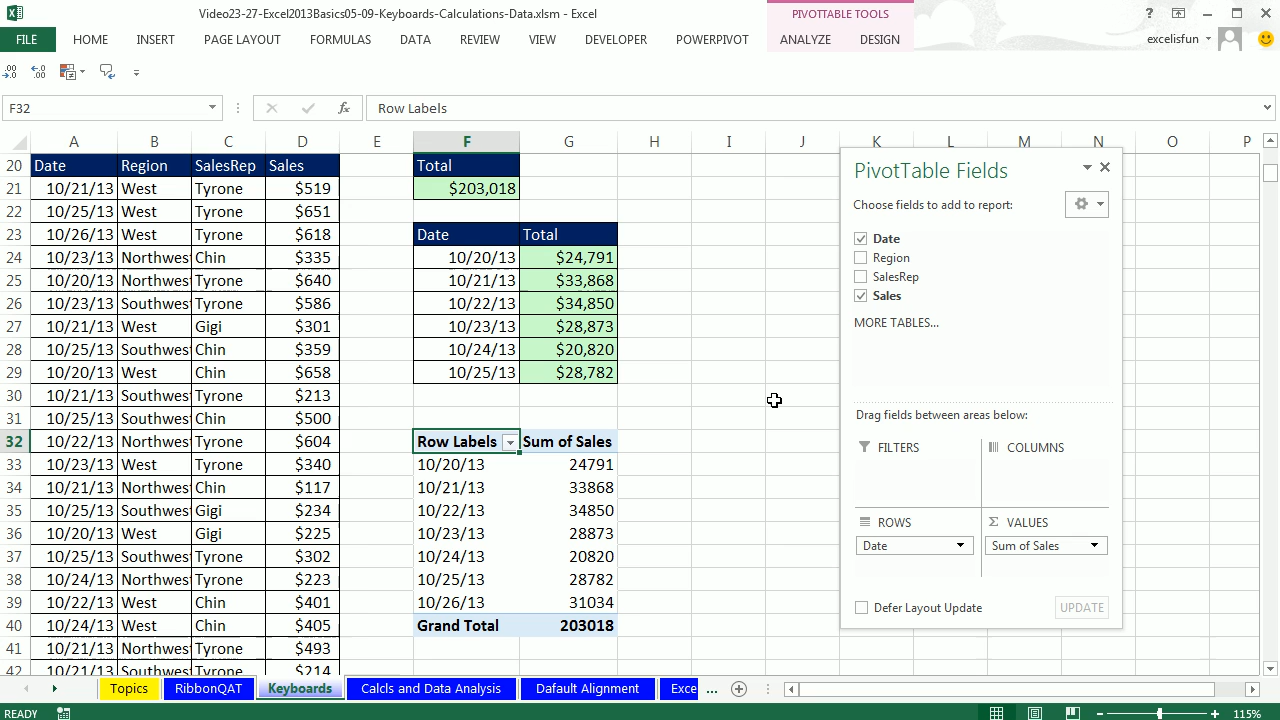 Video23-27-Excel2013Basics05-09-Keyboards-Calculations-Data.xlsm - Excel
PIVOTTABLE TOOLS
FILE HOME INSERT PAGE LAYOUT FORMULAS DATA REVIEW VIEW DEVELOPER POWERPIVOT ANALYZE DESIGN excelisfun
F32 fx Row Labels
A B C D E F G H I J K L M N O P
20 Date Region SalesRep Sales Total
21 10/21/13 West Tyrone $519 $203,018
22 10/25/13 West Tyrone $651
23 10/26/13 West Tyrone $618 Date Total
24 10/23/13 Northwes Chin $335 10/20/13 $24,791
25 10/20/13 Northwes Tyrone $640 10/21/13 $33,868
26 10/23/13 Southwes Tyrone $586 10/22/13 $34,850
27 10/21/13 West Gigi $301 10/23/13 $28,873
28 10/25/13 Southwes Chin $359 10/24/13 $20,820
29 10/20/13 West Chin $658 10/25/13 $28,782
30 10/21/13 Southwes Tyrone $213
31 10/25/13 Southwes Chin $500
32 10/22/13 Northwes Tyrone $604 Row Labels Sum of Sales
33 10/23/13 West Tyrone $340 10/20/13 24791
34 10/21/13 Northwes Chin $117 10/21/13 33868
35 10/25/13 Southwes Gigi $234 10/22/13 34850
36 10/20/13 West Gigi $225 10/23/13 28873
37 10/25/13 Southwes Tyrone $302 10/24/13 20820
38 10/24/13 Northwes Tyrone $223 10/25/13 28782
39 10/22/13 West Chin $401 10/26/13 31034
40 10/24/13 West Chin $405 Grand Total 203018
41 10/21/13 Northwes Tyrone $493
42 10/21/13 Southwes Tyrone $214
PivotTable Fields
Choose fields to add to report:
Date
Region
SalesRep
Sales
MORE TABLES...
Drag fields between areas below:
FILTERS COLUMNS
ROWS VALUES
Date Sum of Sales
Defer Layout Update UPDATE
Topics RibbonQAT Keyboards Calcls and Data Analysis Dafault Alignment Exce ...
READY 115%